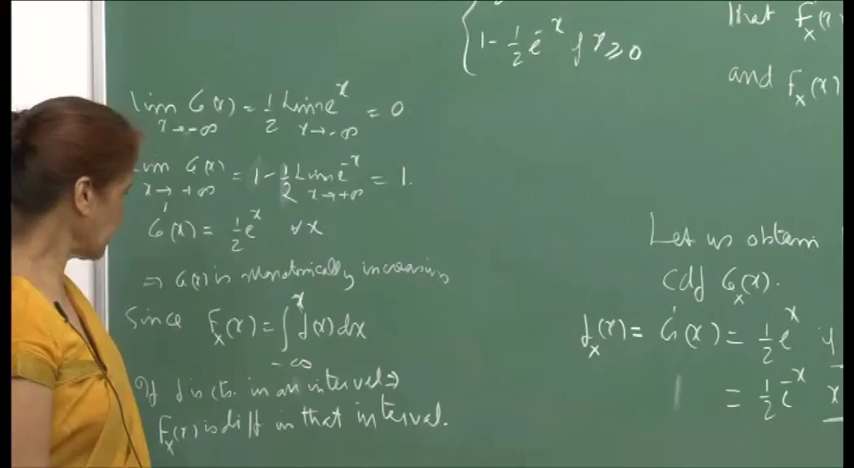 1 - 1/2 e^-x if x ≥ 0
lim G(x) = 1/2 Lim e^x = 0
x→-∞ x→-∞
Lim G(x) = 1 - 1/2 Lim e^-x = 1.
x→+∞ x→+∞
G'(x) = 1/2 e^x ∀x
⇒ G(x) is monotonically increasing
Since F_X(x) = ∫_{-∞}^{x} f(x) dx
If f is cts. in an interval ⇒
F_X(x) is diff in that interval.
that F_X(x)
and F_X(x)
Let us obtain
Cdf G_X(x).
f_X(x) = G'(x) = 1/2 e^x if
= 1/2 e^-x x